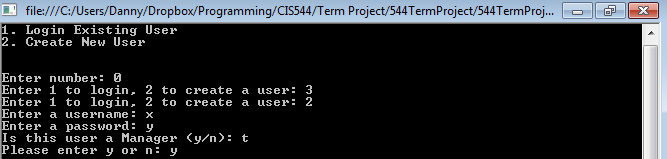 file:///C:/Users/Danny/Dropbox/Programming/CIS544/Term Project/544TermProject/544TermProj...
1. Login Existing User
2. Create New User
Enter number: 0
Enter 1 to login, 2 to create a user: 3
Enter 1 to login, 2 to create a user: 2
Enter a username: x
Enter a password: y
Is this user a Manager (y/n): t
Please enter y or n: y